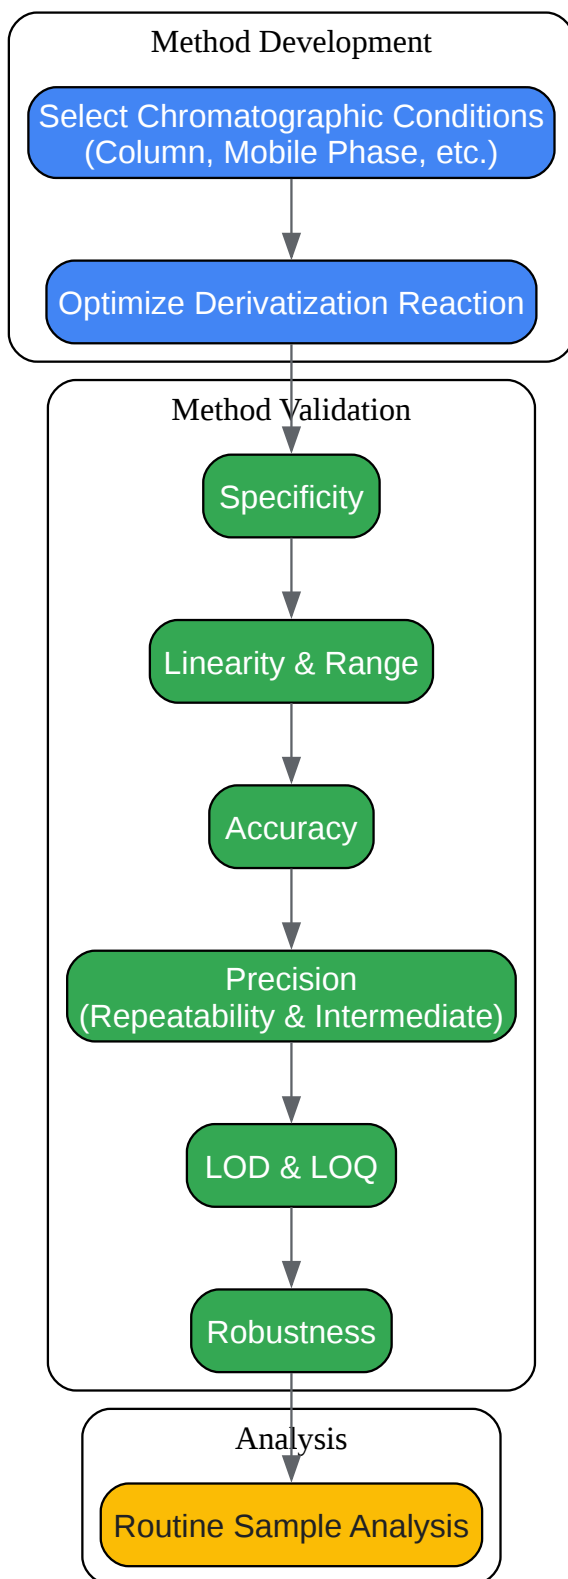 Method Development
Select Chromatographic Conditions
(Column, Mobile Phase, etc.)
Optimize Derivatization Reaction
Method Validation
Specificity
Linearity & Range
Accuracy
Precision
(Repeatability & Intermediate)
LOD & LOQ
Robustness
Analysis
Routine Sample Analysis